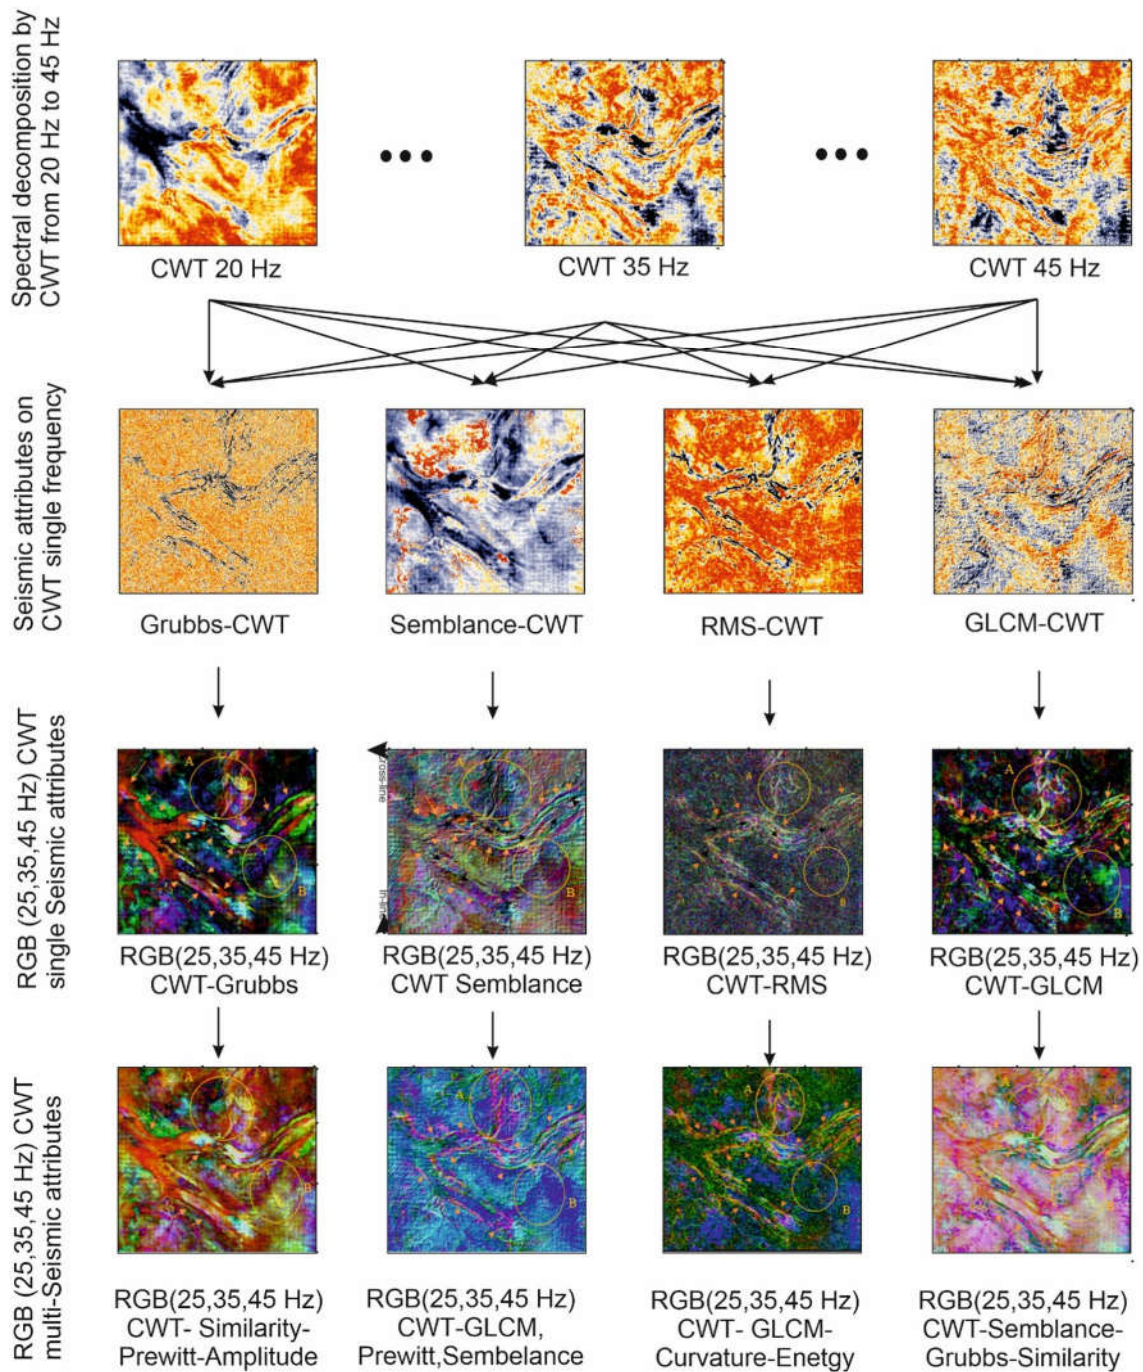 Spectral decomposition by
CWT from 20 Hz to 45 Hz
CWT 20 Hz
CWT 35 Hz
CWT 45 Hz
Seismic attributes on
CWT single frequency
Grubbs-CWT
Semblance-CWT
RMS-CWT
GLCM-CWT
RGB (25,35,45 Hz) CWT
single Seismic attributes
A
B
RGB(25,35,45 Hz)
CWT-Grubbs
cross-line
in-line
A
B
RGB(25,35,45 Hz)
CWT Semblance
A
B
RGB(25,35,45 Hz)
CWT-RMS
A
B
RGB(25,35,45 Hz)
CWT-GLCM
RGB (25,35,45 Hz) CWT
multi-Seismic attributes
A
B
RGB(25,35,45 Hz)
CWT- Similarity-
Prewitt-Amplitude
A
B
RGB(25,35,45 Hz)
CWT-GLCM,
Prewitt,Sembelance
A
B
RGB(25,35,45 Hz)
CWT- GLCM-
Curvature-Enetgy
RGB(25,35,45 Hz)
CWT-Semblance-
Grubbs-Similarity